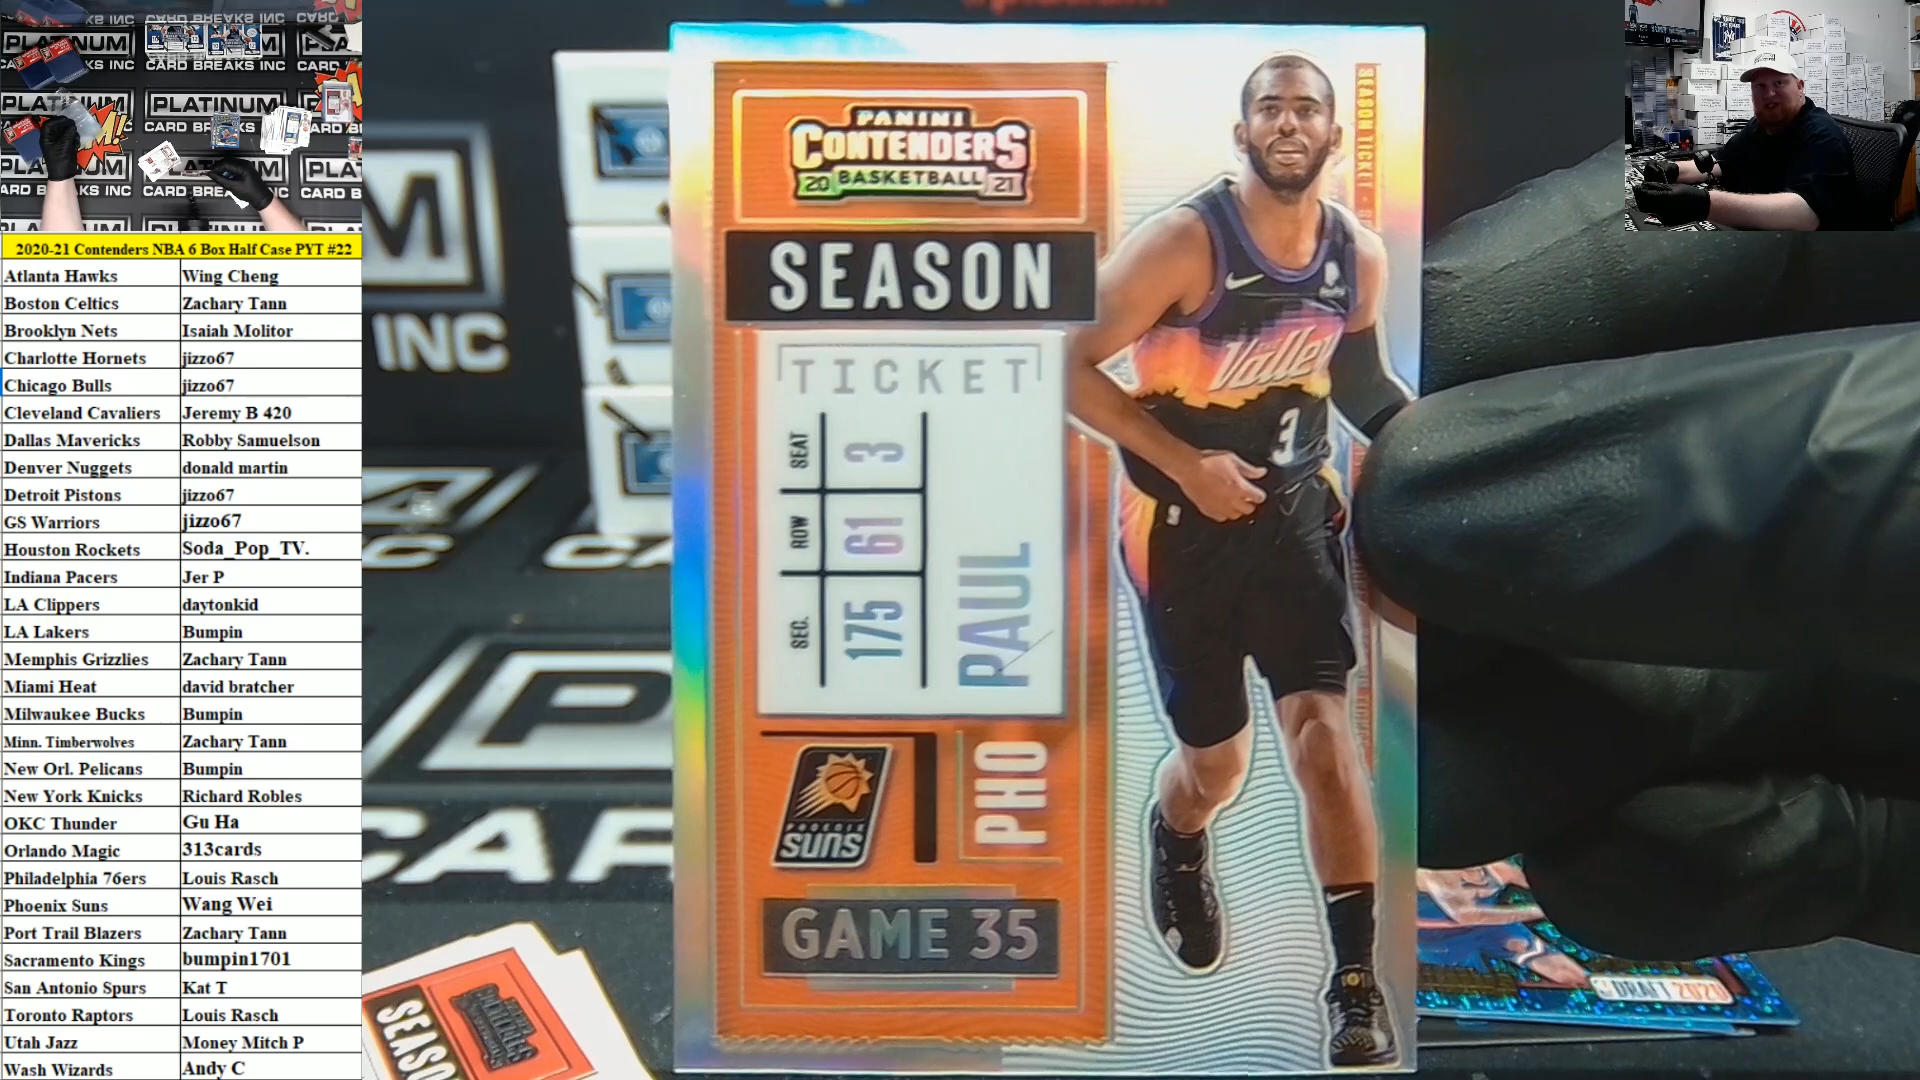 2020-21 Contenders NBA 6 Box Half Case PYT #22
Atlanta Hawks Wing Cheng
Boston Celtics Zachary Tann
Brooklyn Nets Isaiah Molitor
Charlotte Hornets jizzo67
Chicago Bulls jizzo67
Cleveland Cavaliers Jeremy B 420
Dallas Mavericks Robby Samuelson
Denver Nuggets donald martin
Detroit Pistons jizzo67
GS Warriors jizzo67
Houston Rockets Soda_Pop_TV.
Indiana Pacers Jer P
LA Clippers daytonkid
LA Lakers Bumpin
Memphis Grizzlies Zachary Tann
Miami Heat david bratcher
Milwaukee Bucks Bumpin
Minn. Timberwolves Zachary Tann
New Orl. Pelicans Bumpin
New York Knicks Richard Robles
OKC Thunder Gu Ha
Orlando Magic 313cards
Philadelphia 76ers Louis Rasch
Phoenix Suns Wang Wei
Port Trail Blazers Zachary Tann
Sacramento Kings bumpin1701
San Antonio Spurs Kat T
Toronto Raptors Louis Rasch
Utah Jazz Money Mitch P
Wash Wizards Andy C
PLATINUM
CARD BREAKS INC
PLATINUM
CARD BREAKS INC
PANINI
CONTENDERS
20 BASKETBALL 21
SEASON
TICKET
SEC. ROW SEAT
175 61 3
PAUL
PHO
PHOENIX
SUNS
GAME 35
SEASON TICKET
Valley
3
DRAFT 2020
INC